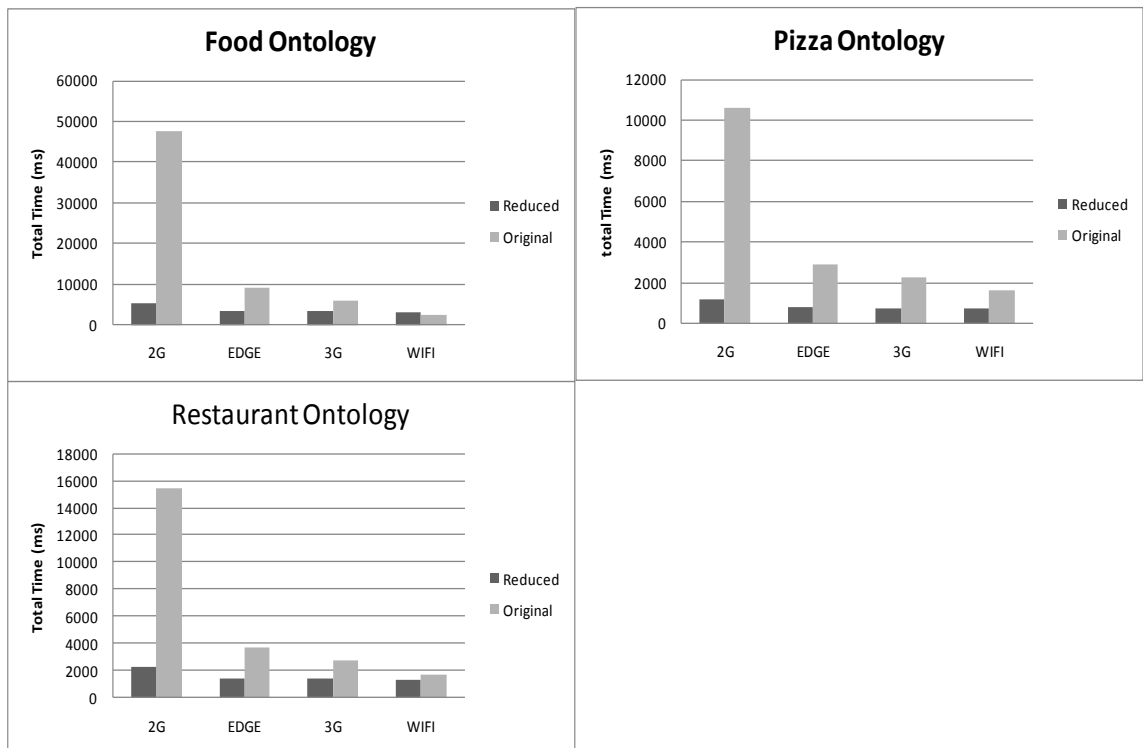 Food Ontology
60000
50000
40000
30000
20000
10000
0
Total Time (ms)
2G EDGE 3G WIFI
Reduced
Original
Pizza Ontology
12000
10000
8000
6000
4000
2000
0
total Time (ms)
2G EDGE 3G WIFI
Reduced
Original
Restaurant Ontology
18000
16000
14000
12000
10000
8000
6000
4000
2000
0
Total Time (ms)
2G EDGE 3G WIFI
Reduced
Original